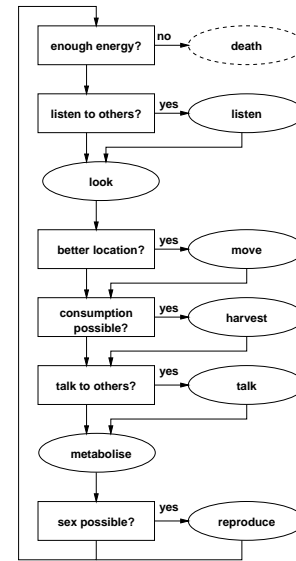 enough energy?
no
death
listen to others?
yes
listen
look
better location?
yes
move
consumption
possible?
yes
harvest
talk to others?
yes
talk
metabolise
sex possible?
yes
reproduce